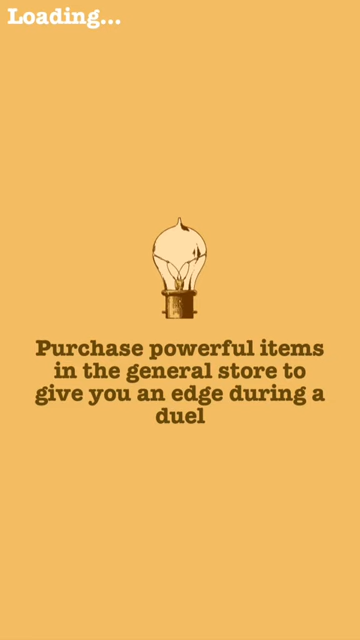 Loading...
Purchase powerful items
in the general store to
give you an edge during a
duel